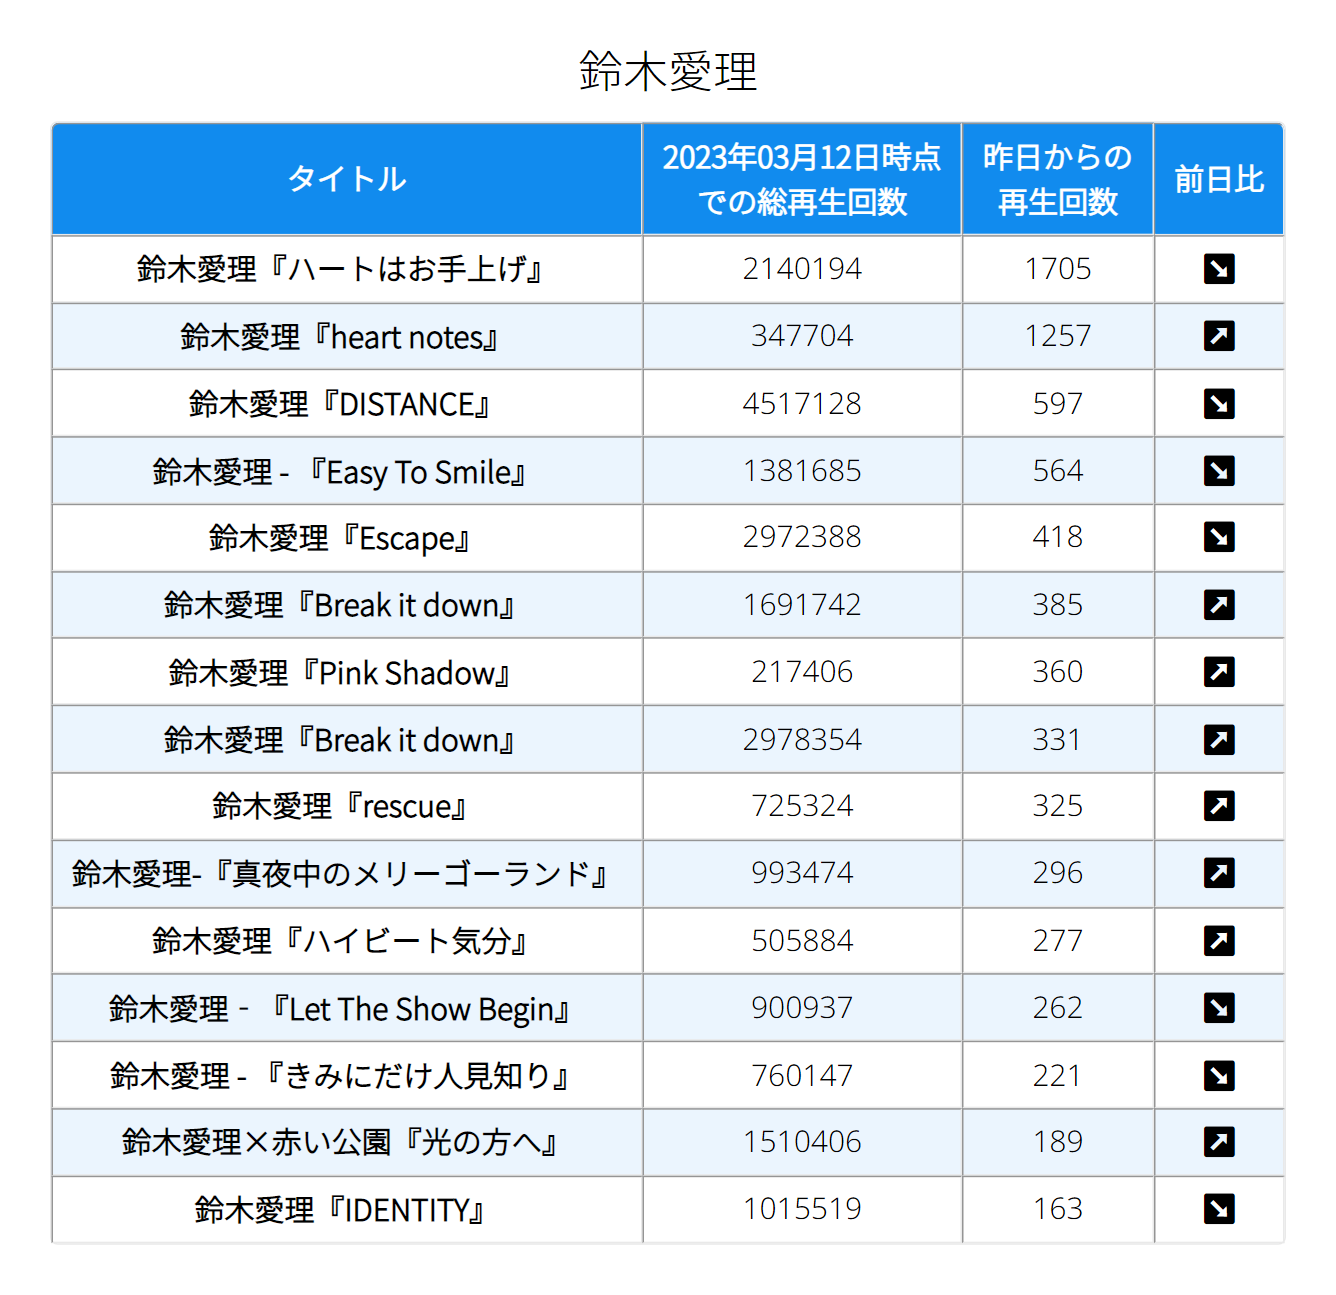 鈴木愛理
タイトル 2023年03月12日時点での総再生回数 昨日からの再生回数 前日比
鈴木愛理『ハートはお手上げ』 2140194 1705 ↘
鈴木愛理『heart notes』 347704 1257 ↗
鈴木愛理『DISTANCE』 4517128 597 ↘
鈴木愛理 - 『Easy To Smile』 1381685 564 ↘
鈴木愛理『Escape』 2972388 418 ↘
鈴木愛理『Break it down』 1691742 385 ↗
鈴木愛理『Pink Shadow』 217406 360 ↗
鈴木愛理『Break it down』 2978354 331 ↗
鈴木愛理『rescue』 725324 325 ↗
鈴木愛理-『真夜中のメリーゴーランド』 993474 296 ↗
鈴木愛理『ハイビート気分』 505884 277 ↗
鈴木愛理 - 『Let The Show Begin』 900937 262 ↘
鈴木愛理 - 『きみにだけ人見知り』 760147 221 ↘
鈴木愛理×赤い公園『光の方へ』 1510406 189 ↗
鈴木愛理『IDENTITY』 1015519 163 ↘